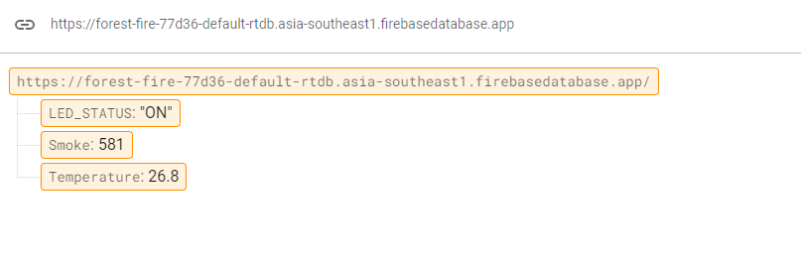 https://forest-fire-77d36-default-rtdb.asia-southeast1.firebasedatabase.app
https://forest-fire-77d36-default-rtdb.asia-southeast1.firebasedatabase.app/
LED_STATUS: "ON"
Smoke: 581
Temperature: 26.8